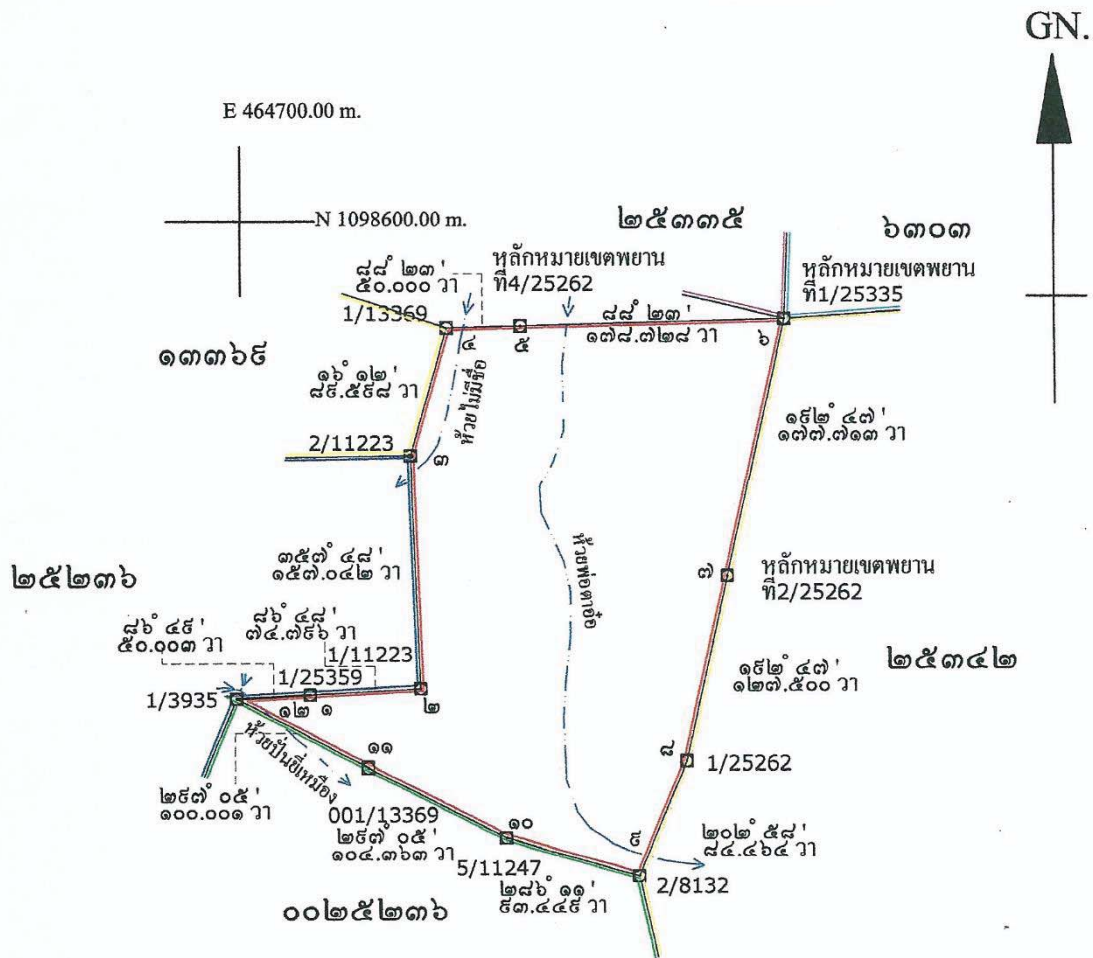 GN.
E 464700.00 m.
N 1098600.00 m.
๒๕๓๓๕
๖๓๐๓
๘๘° ๒๓'
๕๐.๐๐๐ วา
หลักหมายเขตพยาน
ที่4/25262
หลักหมายเขตพยาน
ที่1/25335
1/13369
๔
๕
๘๘° ๒๓'
๑๗๘.๗๒๘ วา
๖
๑๓๓๖๙
๑๖° ๑๒'
๘๙.๕๙๘ วา
ห้วยไม่มีชื่อ
๑๙๒° ๔๗'
๑๗๗.๗๑๓ วา
2/11223
๓
๓๕๗° ๔๘'
๑๕๗.๐๔๒ วา
ห้วยพ่อตาอ๋อ
๗
หลักหมายเขตพยาน
ที่2/25262
๒๕๒๓๖
๘๖° ๔๙'
๕๐.๐๐๓ วา
๘๖° ๔๘'
๗๔.๗๙๖ วา
1/11223
1/25359
๒๕๓๔๒
๑๙๒° ๔๗'
๑๒๗.๕๐๐ วา
1/3935
๑๒
๑
๒
ห้วยปั่นขี่เหมือง
๑๑
๘
1/25262
๒๙๗° ๐๕'
๑๐๐.๐๐๑ วา
001/13369
๒๙๗° ๐๕'
๑๐๔.๓๖๓ วา
๑๐
๙
๒๐๒° ๕๘'
๘๔.๔๖๔ วา
5/11247
2/8132
๒๘๖° ๑๑'
๙๓.๔๔๙ วา
๐๐๒๕๒๓๖